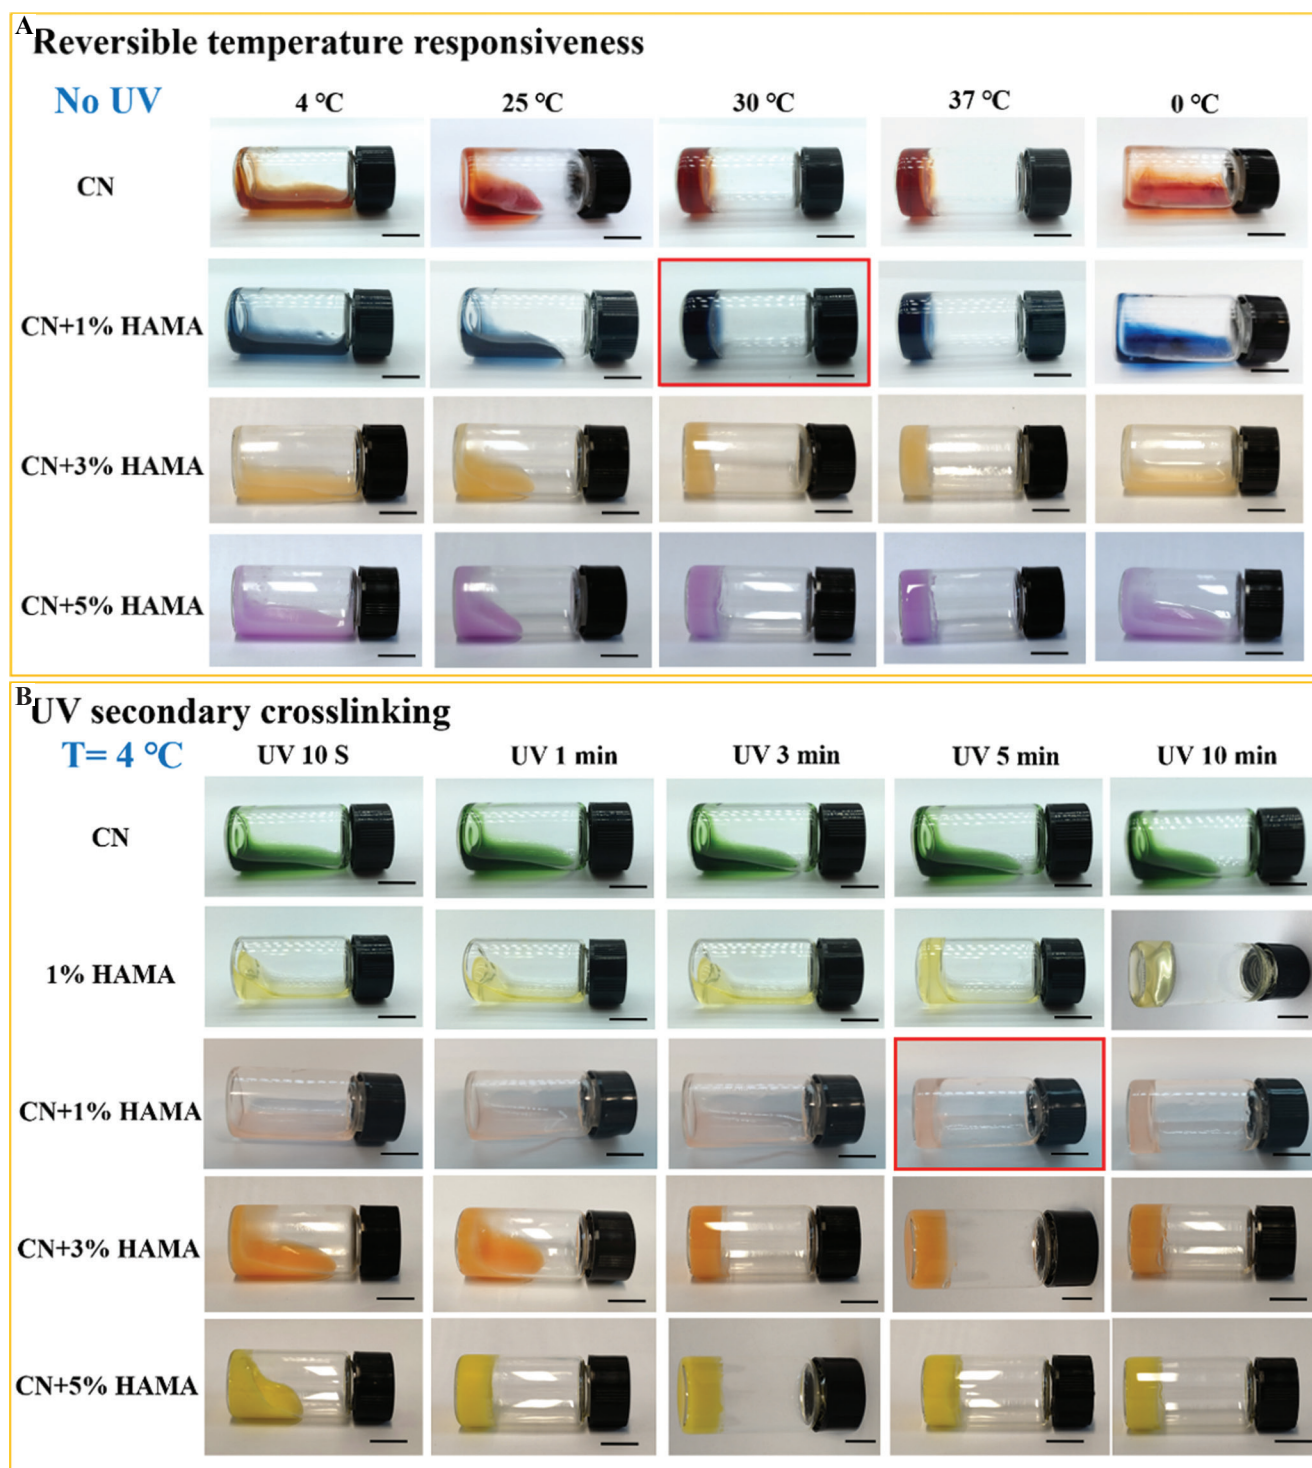 A
Reversible temperature responsiveness
No UV
4 °C
25 °C
30 °C
37 °C
0 °C
CN
CN+1% HAMA
CN+3% HAMA
CN+5% HAMA
B
UV secondary crosslinking
T= 4 °C
UV 10 S
UV 1 min
UV 3 min
UV 5 min
UV 10 min
CN
1% HAMA
CN+1% HAMA
CN+3% HAMA
CN+5% HAMA